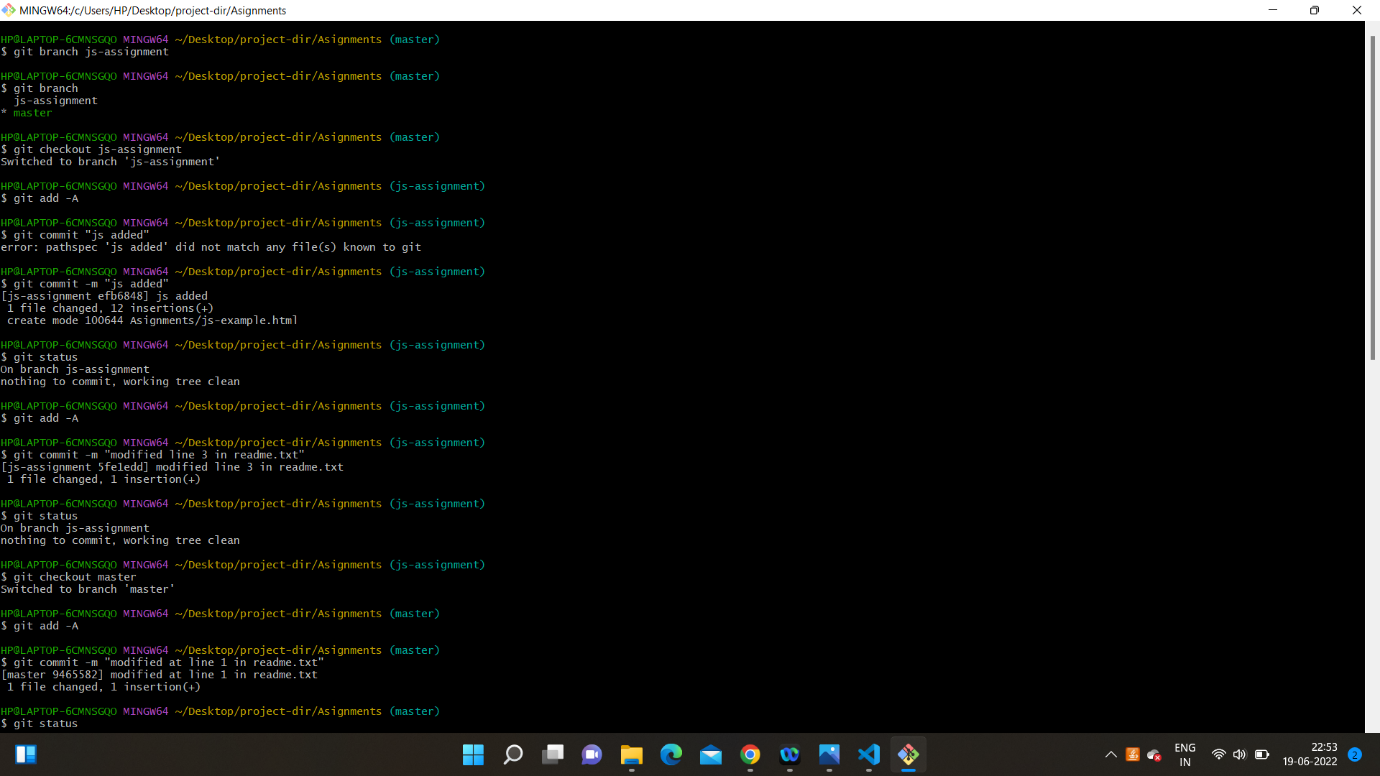 MINGW64:/c/Users/HP/Desktop/project-dir/Asignments
HP@LAPTOP-6CMNSGQO MINGW64 ~/Desktop/project-dir/Asignments (master)
$ git branch js-assignment
HP@LAPTOP-6CMNSGQO MINGW64 ~/Desktop/project-dir/Asignments (master)
$ git branch
  js-assignment
* master
HP@LAPTOP-6CMNSGQO MINGW64 ~/Desktop/project-dir/Asignments (master)
$ git checkout js-assignment
Switched to branch 'js-assignment'
HP@LAPTOP-6CMNSGQO MINGW64 ~/Desktop/project-dir/Asignments (js-assignment)
$ git add -A
HP@LAPTOP-6CMNSGQO MINGW64 ~/Desktop/project-dir/Asignments (js-assignment)
$ git commit "js added"
error: pathspec 'js added' did not match any file(s) known to git
HP@LAPTOP-6CMNSGQO MINGW64 ~/Desktop/project-dir/Asignments (js-assignment)
$ git commit -m "js added"
[js-assignment efb6848] js added
 1 file changed, 12 insertions(+)
 create mode 100644 Asignments/js-example.html
HP@LAPTOP-6CMNSGQO MINGW64 ~/Desktop/project-dir/Asignments (js-assignment)
$ git status
On branch js-assignment
nothing to commit, working tree clean
HP@LAPTOP-6CMNSGQO MINGW64 ~/Desktop/project-dir/Asignments (js-assignment)
$ git add -A
HP@LAPTOP-6CMNSGQO MINGW64 ~/Desktop/project-dir/Asignments (js-assignment)
$ git commit -m "modified line 3 in readme.txt"
[js-assignment 5fe1edd] modified line 3 in readme.txt
 1 file changed, 1 insertion(+)
HP@LAPTOP-6CMNSGQO MINGW64 ~/Desktop/project-dir/Asignments (js-assignment)
$ git status
On branch js-assignment
nothing to commit, working tree clean
HP@LAPTOP-6CMNSGQO MINGW64 ~/Desktop/project-dir/Asignments (js-assignment)
$ git checkout master
Switched to branch 'master'
HP@LAPTOP-6CMNSGQO MINGW64 ~/Desktop/project-dir/Asignments (master)
$ git add -A
HP@LAPTOP-6CMNSGQO MINGW64 ~/Desktop/project-dir/Asignments (master)
$ git commit -m "modified at line 1 in readme.txt"
[master 9465582] modified at line 1 in readme.txt
 1 file changed, 1 insertion(+)
HP@LAPTOP-6CMNSGQO MINGW64 ~/Desktop/project-dir/Asignments (master)
$ git status
ENG
IN
22:53
19-06-2022
2